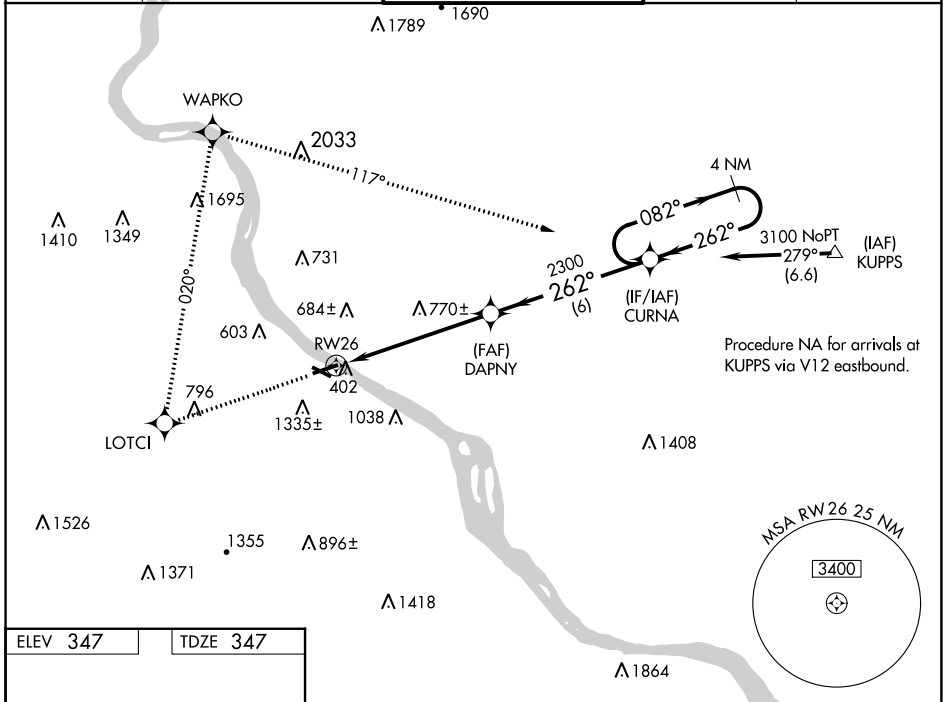 1690
1789
WAPKO
2033
4 NM
117°
1695
1410
1349
082°
262°
3100 NoPT
279°
(6.6)
(IAF)
KUPPS
731
020°
2300
262°
(6)
(IF/IAF)
CURNA
684±
770±
603
RW26
(FAF)
DAPNY
Procedure NA for arrivals at
KUPPS via V12 eastbound.
402
796
1335±
1038
LOTCI
1408
1526
1355
896±
1371
1418
MSA RW26 25 NM
3400
ELEV 347
TDZE 347
1864